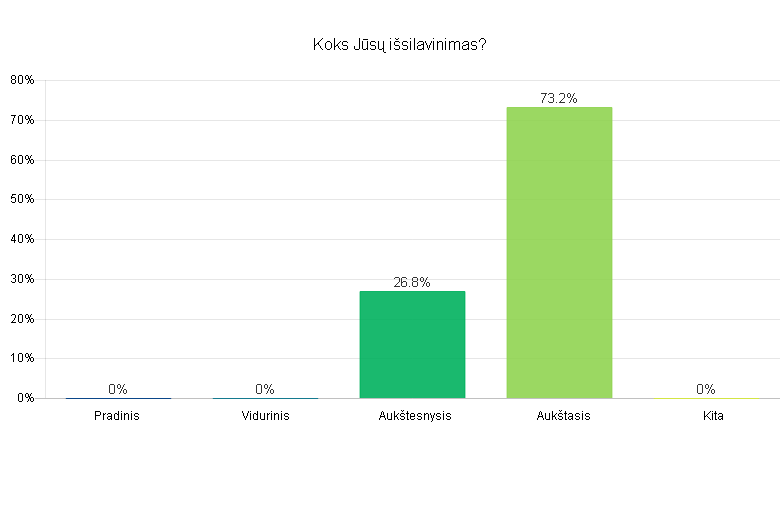 Koks Jūsų išsilavinimas?
80%
70%
60%
50%
40%
30%
20%
10%
0%
0%
0%
26.8%
73.2%
0%
Pradinis
Vidurinis
Aukštesnysis
Aukštasis
Kita